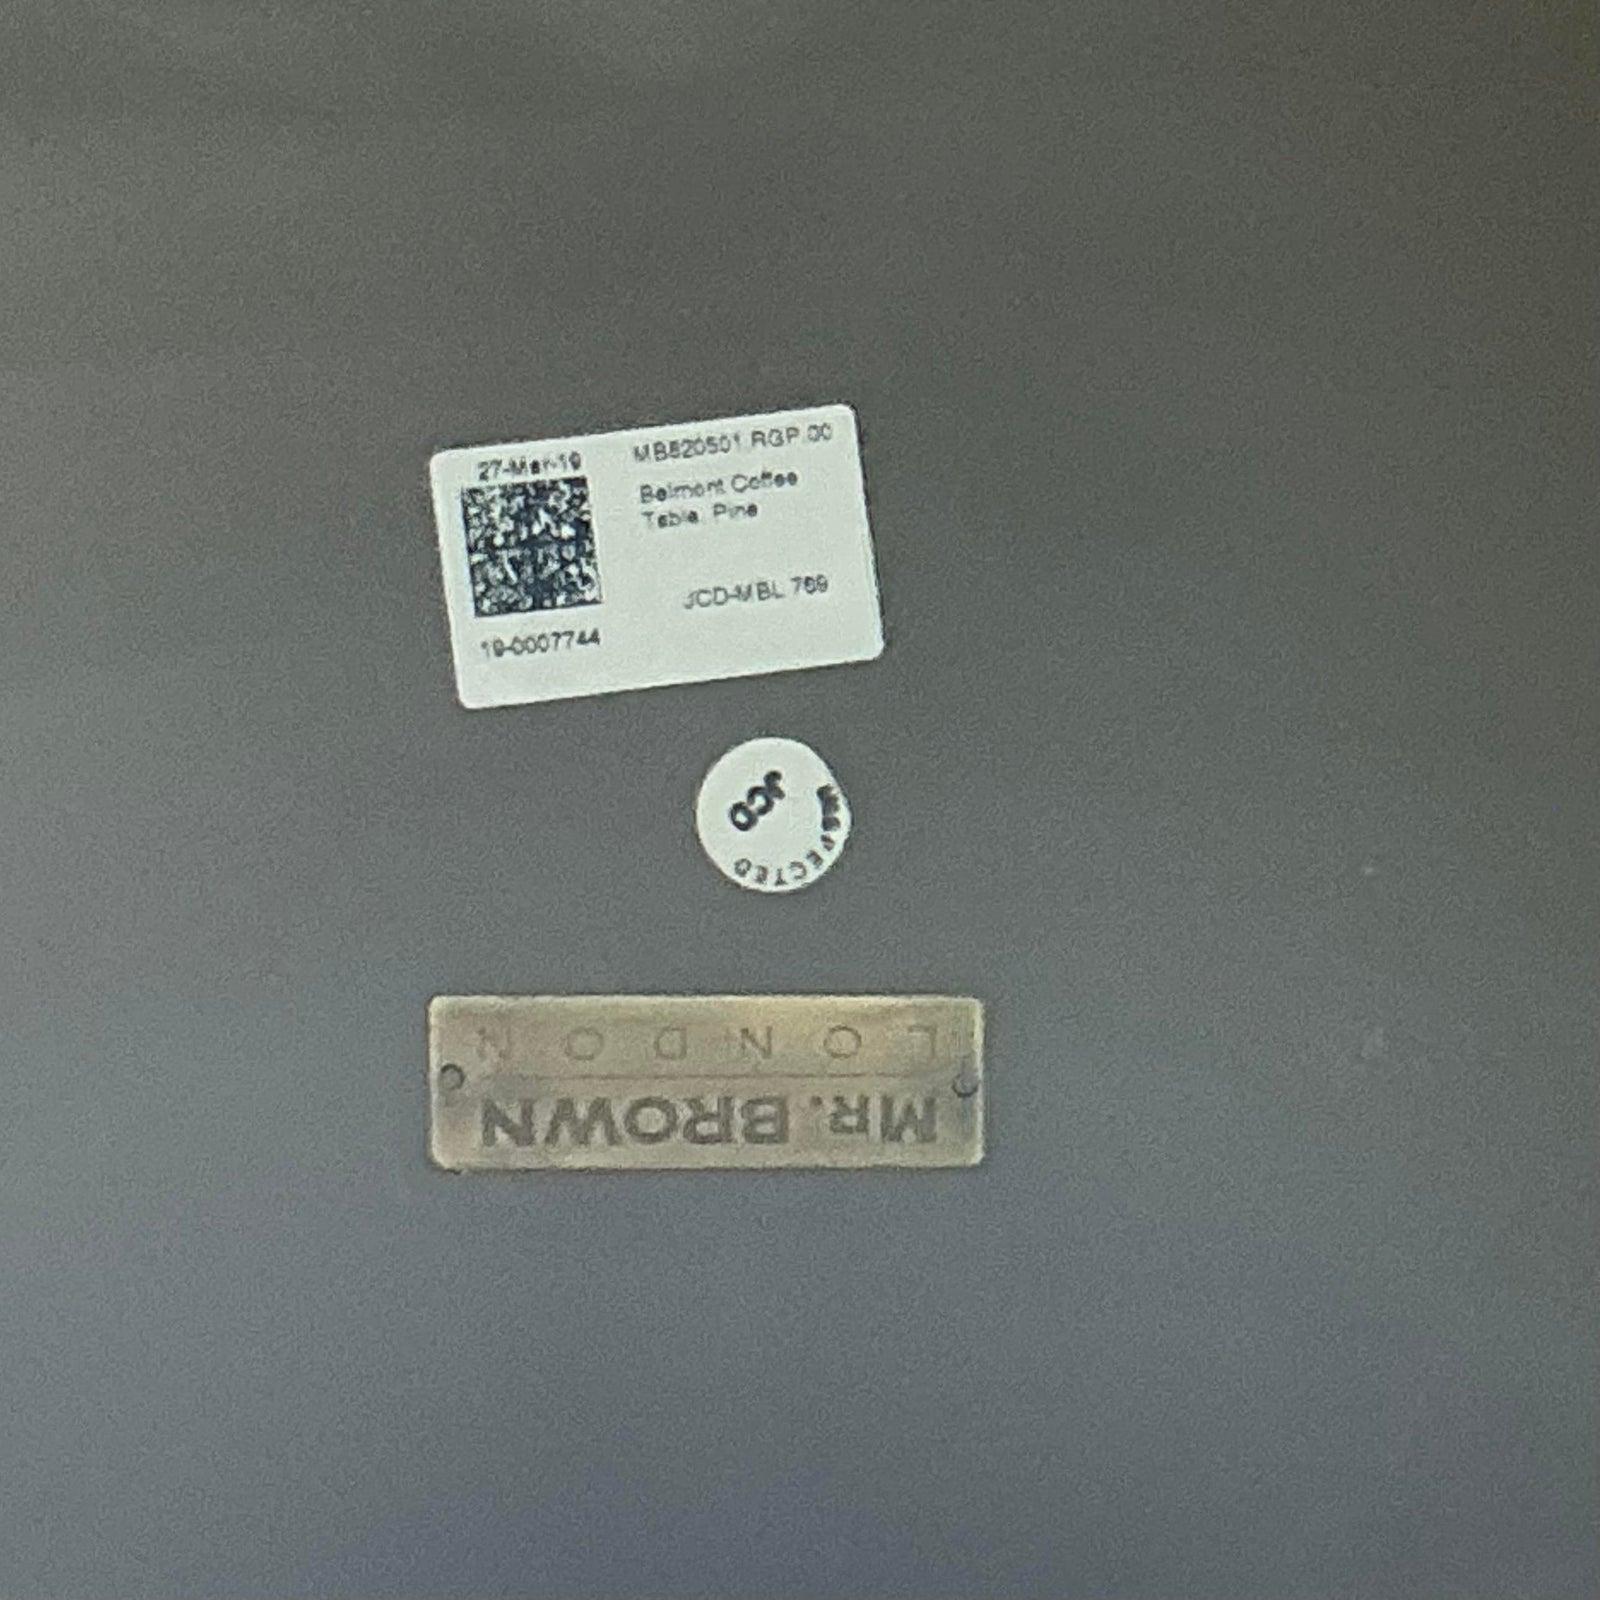 27-Mar-19
MB820501.RGP.00
Belmont Coffee
Table, Pine
JCD-MBL 769
19-0007744
JCD
INSPECTED
MR. BROWN
LONDON